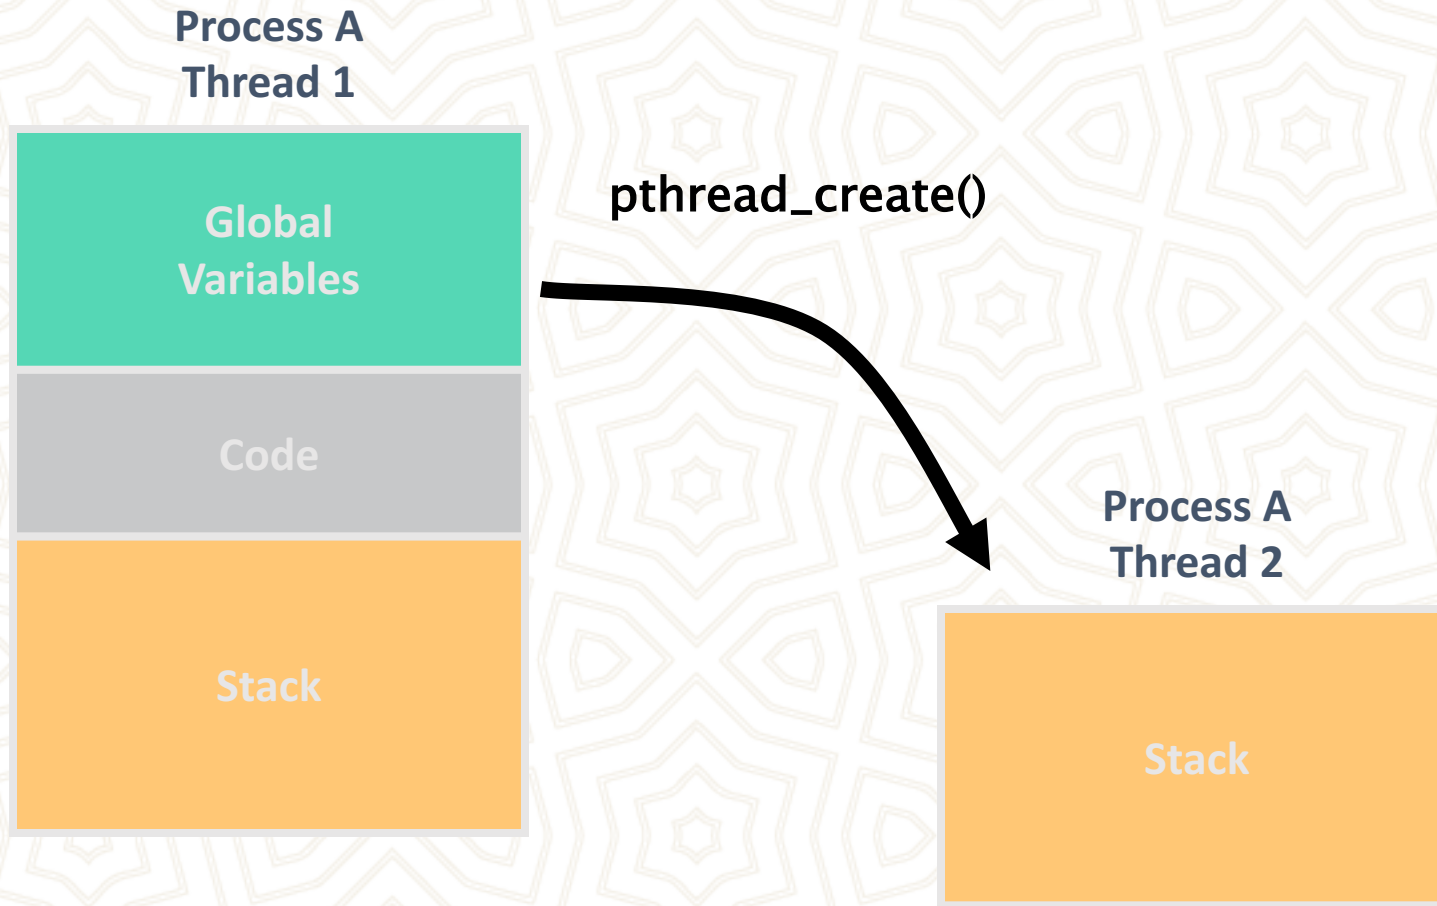 Process A
Thread 1
Global
Variables
Code
Stack
pthread_create()
Process A
Thread 2
Stack